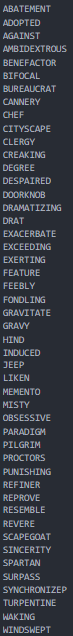 ABATEMENT
ADOPTED
AGAINST
AMBIDEXTROUS
BENEFACTOR
BIFOCAL
BUREAUCRAT
CANNERY
CHEF
CITYSCAPE
CLERGY
CREAKING
DEGREE
DESPAIRED
DOORKNOB
DRAMATIZING
DRAT
EXACERBATE
EXCEEDING
EXERTING
FEATURE
FEEBLY
FONDLING
GRAVITATE
GRAVY
HIND
INDUCED
JEEP
LIKEN
MEMENTO
MISTY
OBSESSIVE
PARADIGM
PILGRIM
PROCTORS
PUNISHING
REFINER
REPROVE
RESEMBLE
REVERE
SCAPEGOAT
SINCERITY
SPARTAN
SURPASS
SYNCHRONIZEP
TURPENTINE
WAKING
WINDSWEPT